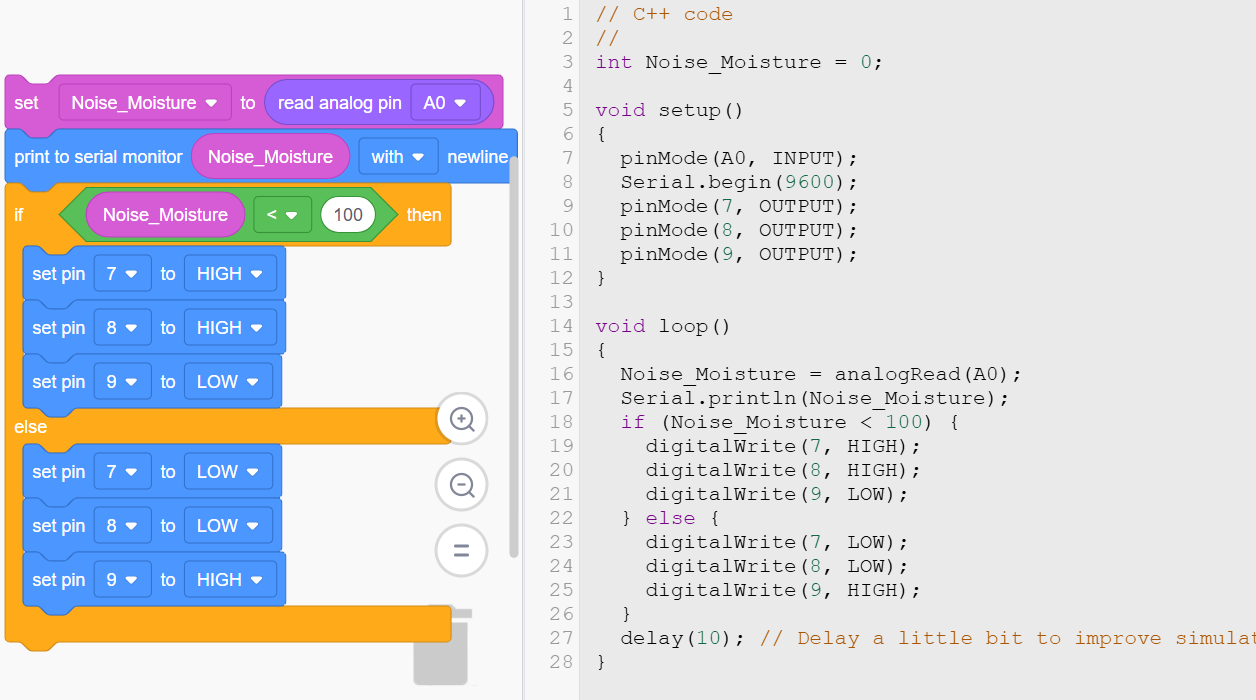 set Noise_Moisture to read analog pin A0
print to serial monitor Noise_Moisture with newline
if Noise_Moisture < 100 then
set pin 7 to HIGH
set pin 8 to HIGH
set pin 9 to LOW
else
set pin 7 to LOW
set pin 8 to LOW
set pin 9 to HIGH
1 // C++ code
2 //
3 int Noise_Moisture = 0;
4
5 void setup()
6 {
7   pinMode(A0, INPUT);
8   Serial.begin(9600);
9   pinMode(7, OUTPUT);
10   pinMode(8, OUTPUT);
11   pinMode(9, OUTPUT);
12 }
13
14 void loop()
15 {
16   Noise_Moisture = analogRead(A0);
17   Serial.println(Noise_Moisture);
18   if (Noise_Moisture < 100) {
19     digitalWrite(7, HIGH);
20     digitalWrite(8, HIGH);
21     digitalWrite(9, LOW);
22   } else {
23     digitalWrite(7, LOW);
24     digitalWrite(8, LOW);
25     digitalWrite(9, HIGH);
26   }
27   delay(10); // Delay a little bit to improve simulat
28 }